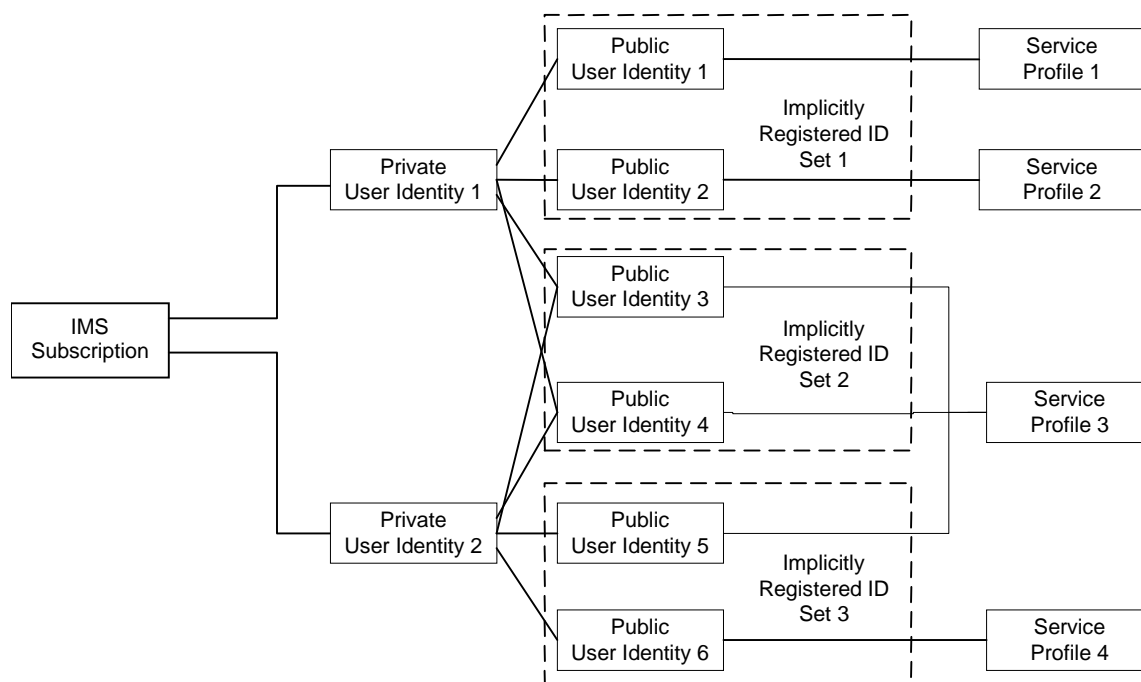 Public
User Identity 1
Service
Profile 1
Implicitly
Registered ID
Set 1
Private
User Identity 1
Public
User Identity 2
Service
Profile 2
Public
User Identity 3
IMS
Subscription
Implicitly
Registered ID
Set 2
Public
User Identity 4
Service
Profile 3
Private
User Identity 2
Public
User Identity 5
Implicitly
Registered ID
Set 3
Public
User Identity 6
Service
Profile 4